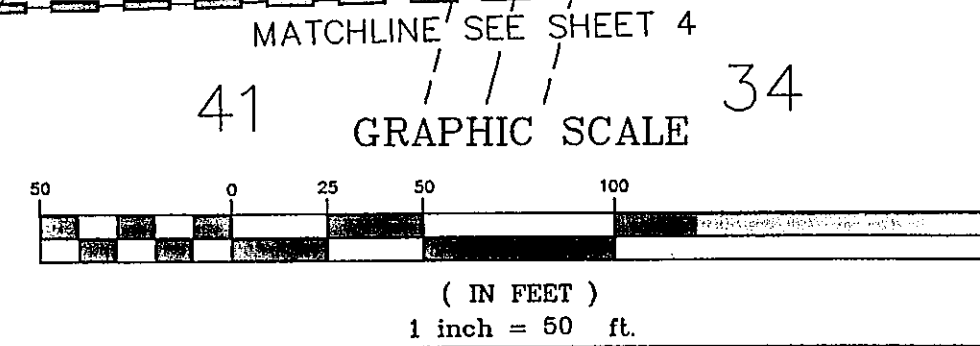 MATCHLINE SEE SHEET 4
41 34
GRAPHIC SCALE
50 0 25 50 100
( IN FEET )
1 inch = 50 ft.